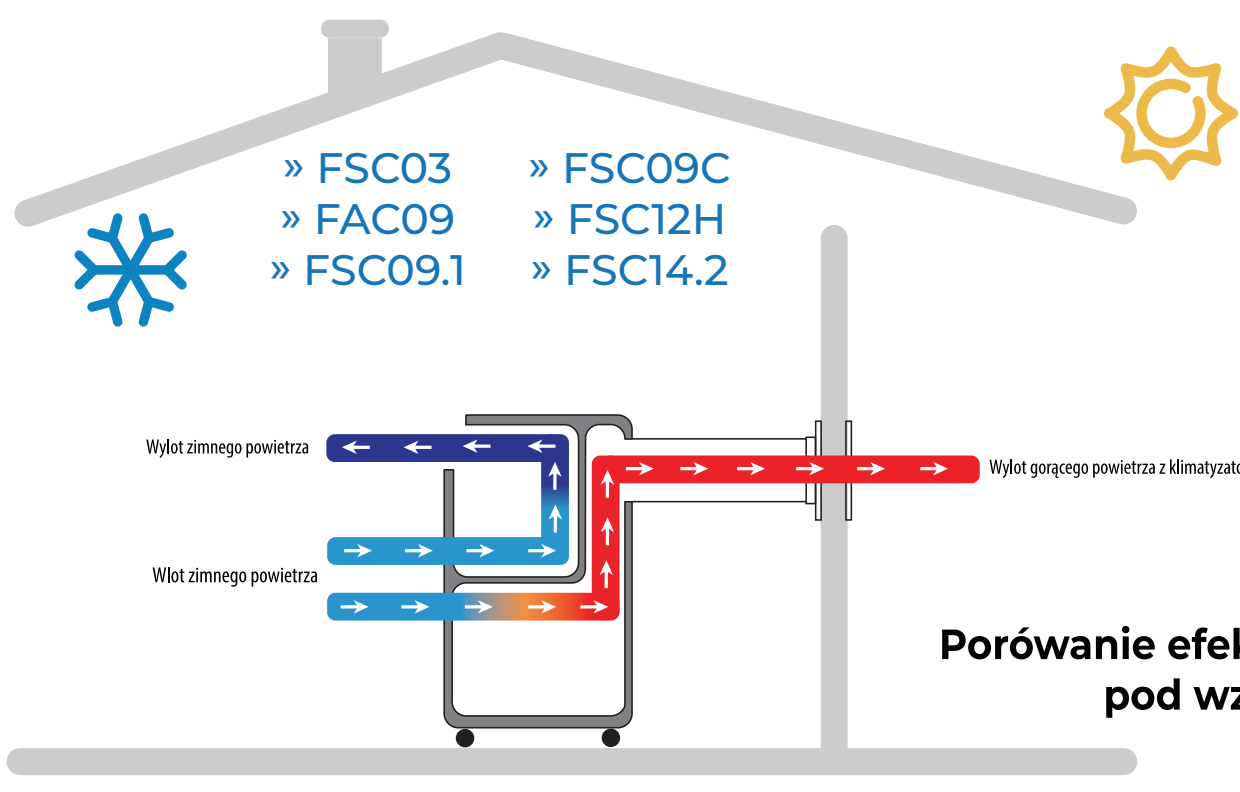 » FSC03
» FAC09
» FSC09.1
» FSC09C
» FSC12H
» FSC14.2
Wylot zimnego powietrza
Wlot zimnego powietrza
Wylot gorącego powietrza z klimatyzato
Porówanie efek
pod wz